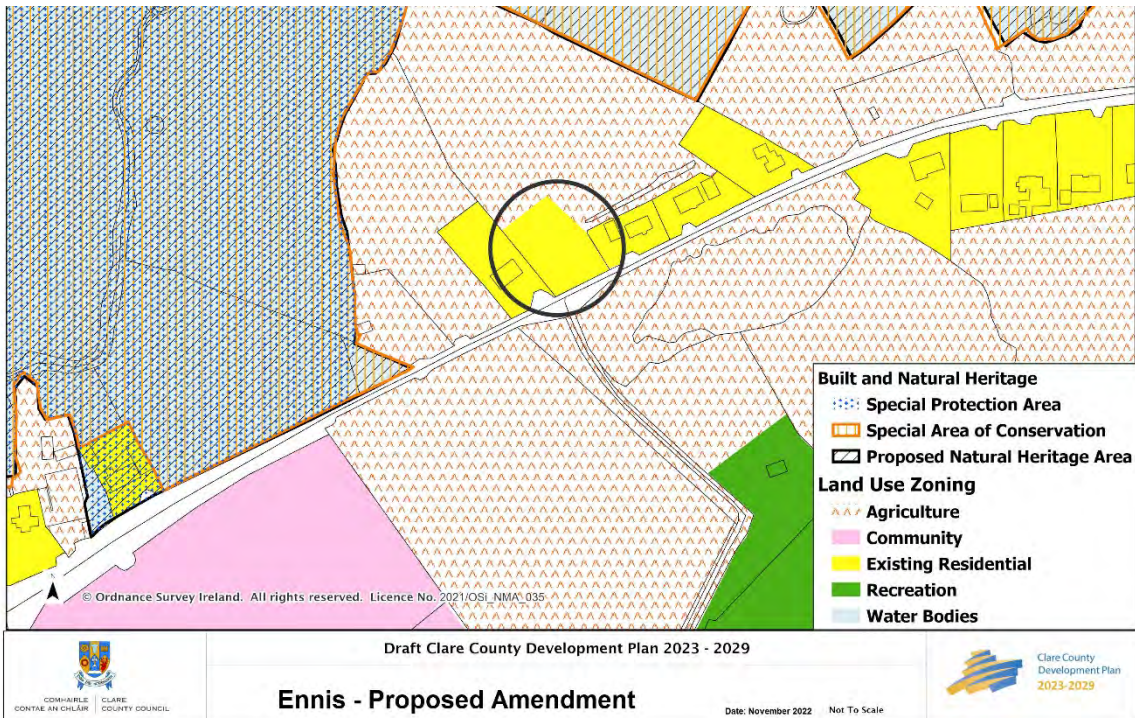 Built and Natural Heritage
Special Protection Area
Special Area of Conservation
Proposed Natural Heritage Area
Land Use Zoning
Agriculture
Community
Existing Residential
Recreation
Water Bodies
© Ordnance Survey Ireland. All rights reserved. Licence No. 2021/OSi_NMA_035
Draft Clare County Development Plan 2023 - 2029
COMHAIRLE CONTAE AN CHLÁIR
CLARE COUNTY COUNCIL
Ennis - Proposed Amendment
Date: November 2022 Not To Scale
Clare County
Development Plan
2023-2029